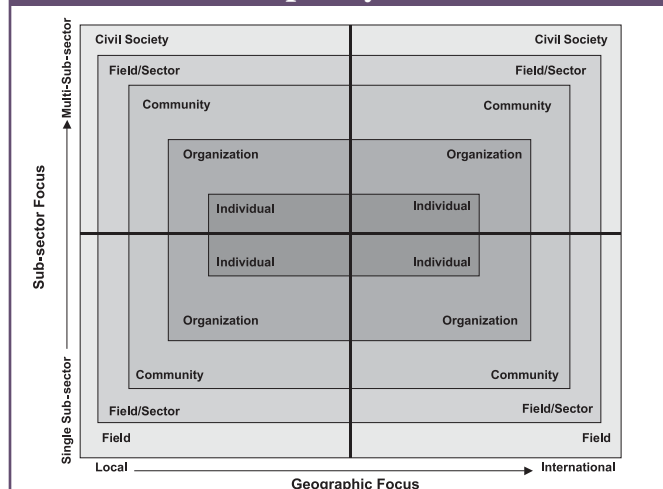 Civil Society Civil Society
Field/Sector Field/Sector
Community Community
Organization Organization
Individual Individual
Individual Individual
Organization Organization
Community Community
Field/Sector Field/Sector
Field Field
Multi-Sub-sector
Sub-sector Focus
Single Sub-sector
Local International
Geographic Focus